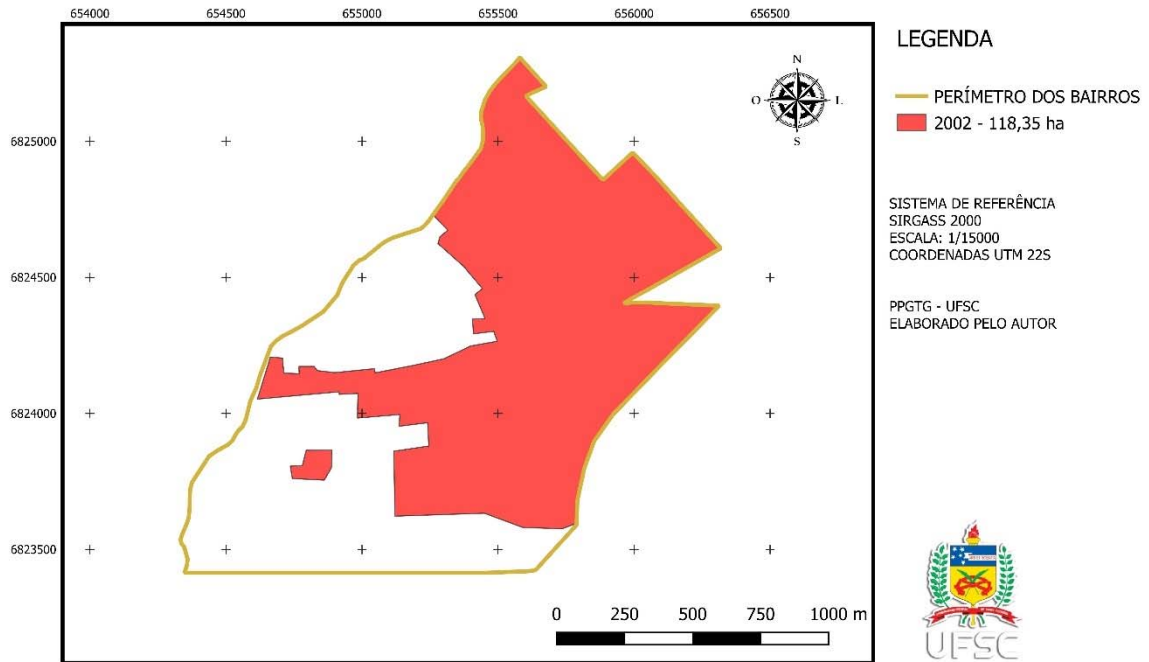 654000 654500 655000 655500 656000 656500
LEGENDA
PERÍMETRO DOS BAIRROS
2002 - 118,35 ha
SISTEMA DE REFERÊNCIA
SIRGASS 2000
ESCALA: 1/15000
COORDENADAS UTM 22S
PPGTG - UFSC
ELABORADO PELO AUTOR
N
O L
S
6825000
6824500
6824000
6823500
0 250 500 750 1000 m
UFSC